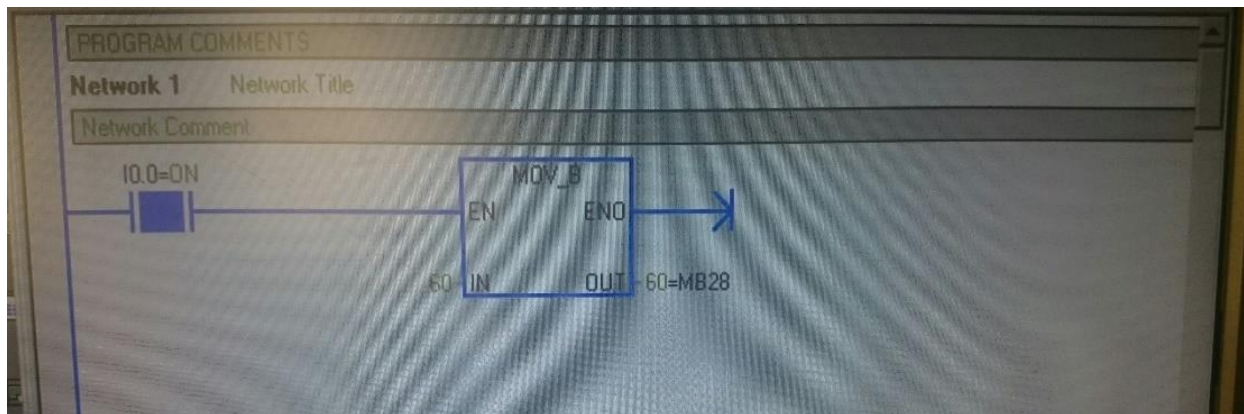 PROGRAM COMMENTS
Network 1 Network Title
Network Comment
I0.0=ON
MOV_B
EN ENO
60 IN OUT 60=MB28